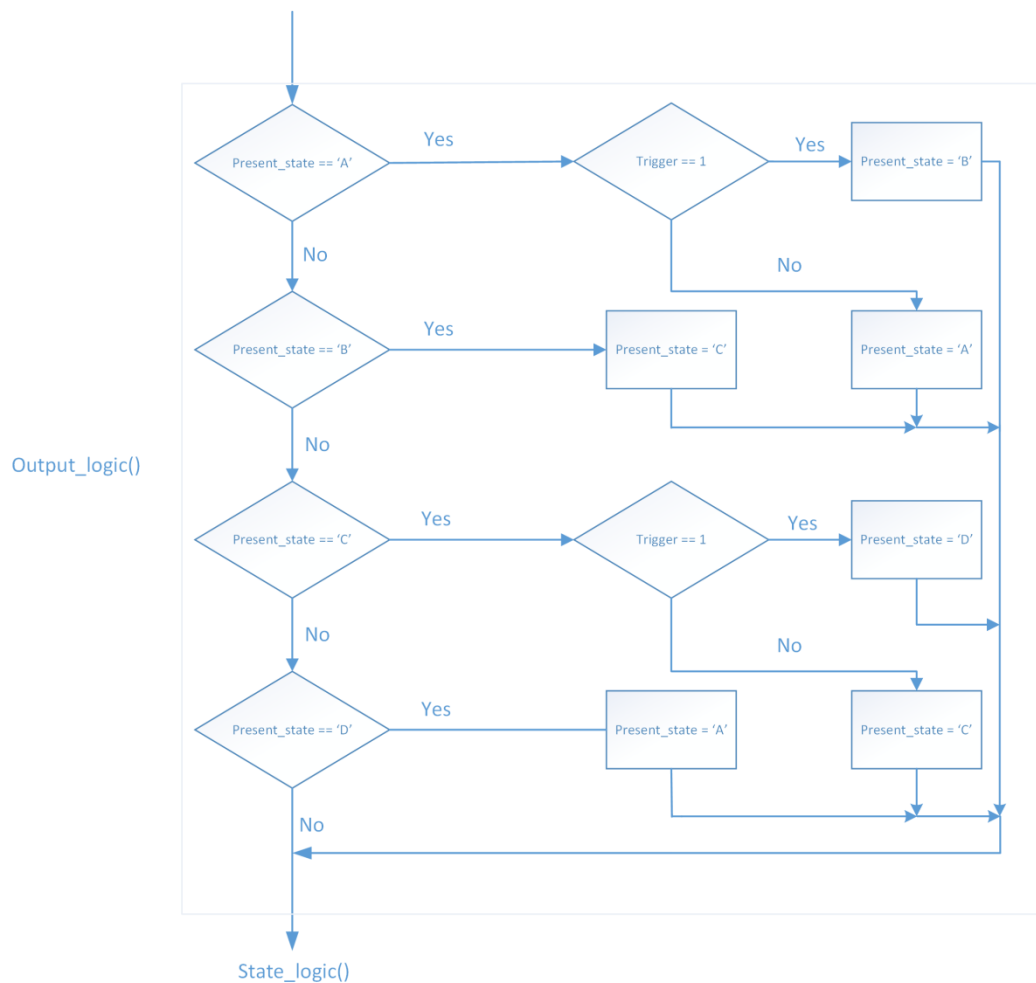 Present_state == ‘A’
Yes
Trigger == 1
Yes
Present_state = ‘B’
No
No
Present_state == ‘B’
Yes
Present_state = ‘C’
Present_state = ‘A’
No
Output_logic()
Present_state == ‘C’
Yes
Trigger == 1
Yes
Present_state = ‘D’
No
No
Present_state == ‘D’
Yes
Present_state = ‘A’
Present_state = ‘C’
No
State_logic()